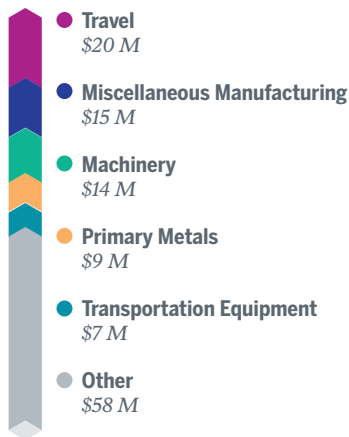 Travel
$20 M
Miscellaneous Manufacturing
$15 M
Machinery
$14 M
Primary Metals
$9 M
Transportation Equipment
$7 M
Other
$58 M